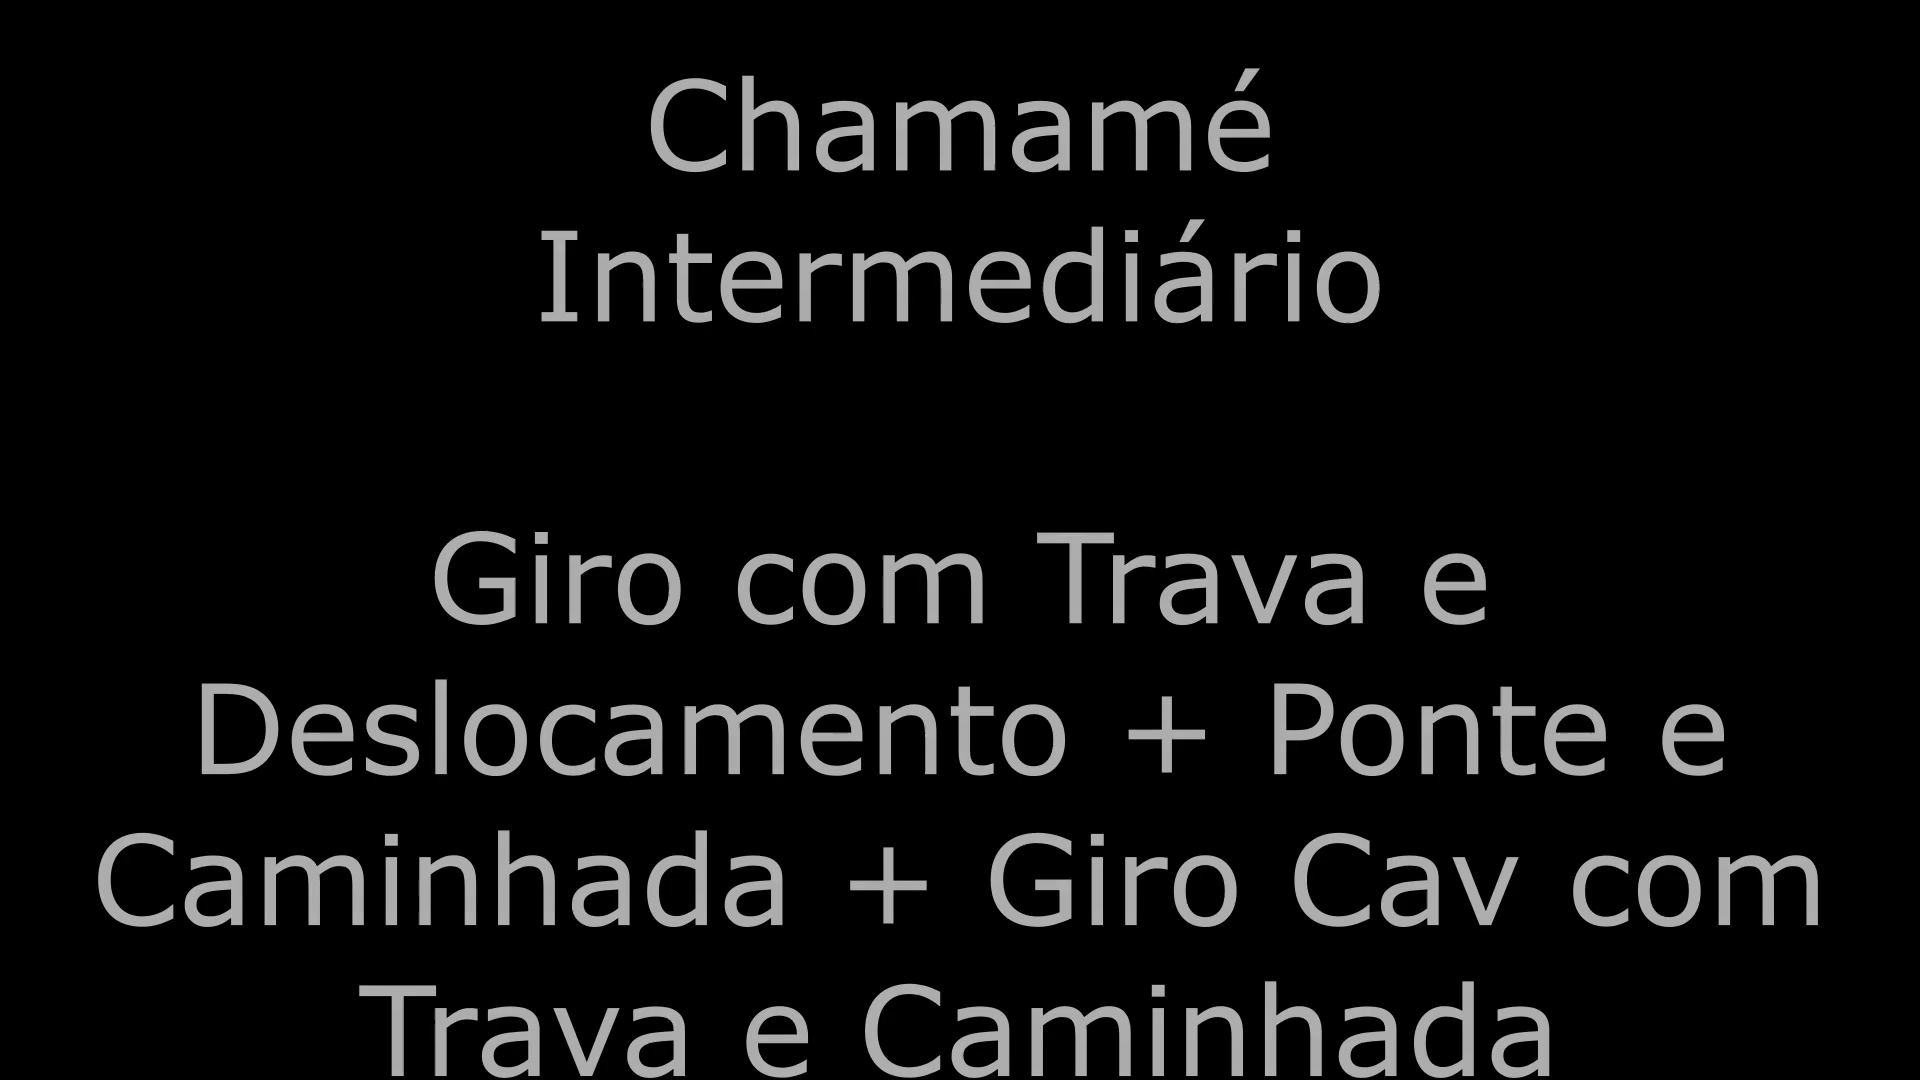 Chamamé
Intermediário
Giro com Trava e
Deslocamento + Ponte e
Caminhada + Giro Cav com
Trava e Caminhada